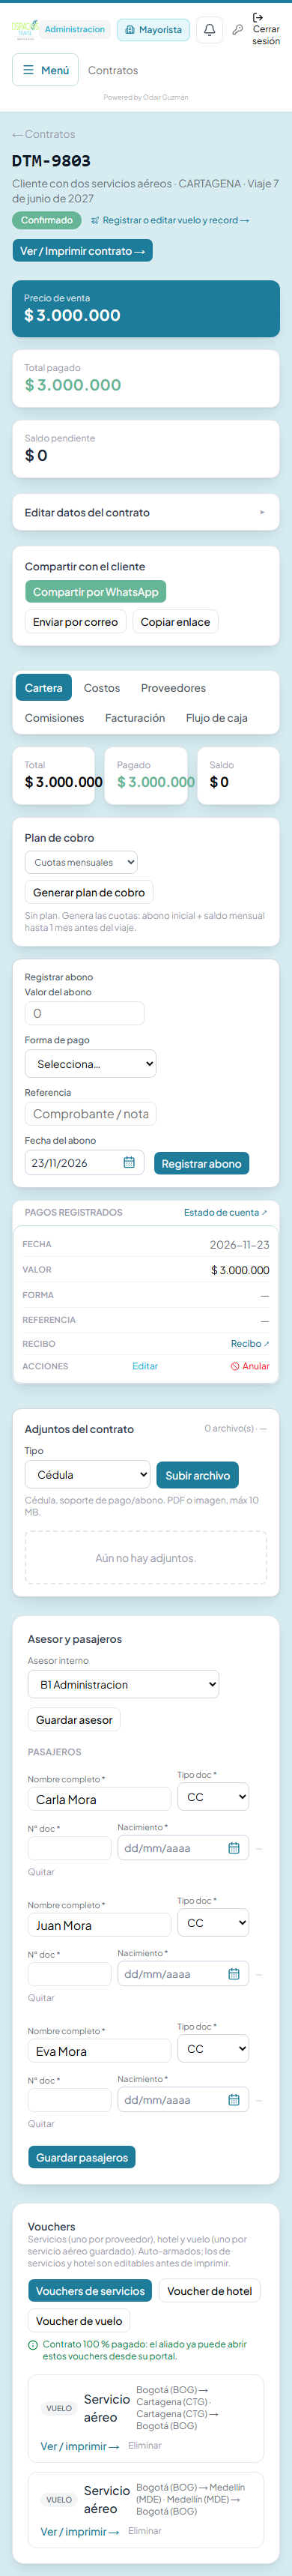 Administracion
Mayorista
Cerrar sesión
Menú
Contratos
Powered by Odair Guzmán
← Contratos
DTM-9803
Cliente con dos servicios aéreos · CARTAGENA · Viaje 7
de junio de 2027
Confirmado
Registrar o editar vuelo y record →
Ver / Imprimir contrato →
Precio de venta
$ 3.000.000
Total pagado
$ 3.000.000
Saldo pendiente
$ 0
Editar datos del contrato
Compartir con el cliente
Compartir por WhatsApp
Enviar por correo
Copiar enlace
Cartera
Costos
Proveedores
Comisiones
Facturación
Flujo de caja
Total
$ 3.000.000
Pagado
$ 3.000.000
Saldo
$ 0
Plan de cobro
Cuotas mensuales
Generar plan de cobro
Sin plan. Genera las cuotas: abono inicial + saldo mensual
hasta 1 mes antes del viaje.
Registrar abono
Valor del abono
0
Forma de pago
Selecciona...
Referencia
Comprobante / nota
Fecha del abono
23/11/2026
Registrar abono
PAGOS REGISTRADOS
Estado de cuenta ↗
FECHA
2026-11-23
VALOR
$ 3.000.000
FORMA
—
REFERENCIA
—
RECIBO
Recibo ↗
ACCIONES
Editar
Anular
Adjuntos del contrato
0 archivo(s) · —
Tipo
Cédula
Subir archivo
Cédula, soporte de pago/abono. PDF o imagen, máx 10
MB.
Aún no hay adjuntos.
Asesor y pasajeros
Asesor interno
B1 Administracion
Guardar asesor
PASAJEROS
Nombre completo *
Tipo doc *
Carla Mora
CC
N° doc *
Nacimiento *
dd/mm/aaaa
—
Quitar
Nombre completo *
Tipo doc *
Juan Mora
CC
N° doc *
Nacimiento *
dd/mm/aaaa
—
Quitar
Nombre completo *
Tipo doc *
Eva Mora
CC
N° doc *
Nacimiento *
dd/mm/aaaa
—
Quitar
Guardar pasajeros
Vouchers
Servicios (uno por proveedor), hotel y vuelo (uno por
servicio aéreo guardado). Auto-armados; los de
servicios y hotel son editables antes de imprimir.
Vouchers de servicios
Voucher de hotel
Voucher de vuelo
Contrato 100 % pagado: el aliado ya puede abrir
estos vouchers desde su portal.
VUELO
Servicio
aéreo
Bogotá (BOG) →
Cartagena (CTG) ·
Cartagena (CTG) →
Bogotá (BOG)
Ver / imprimir →
Eliminar
VUELO
Servicio
aéreo
Bogotá (BOG) → Medellín
(MDE) · Medellín (MDE) →
Bogotá (BOG)
Ver / imprimir →
Eliminar